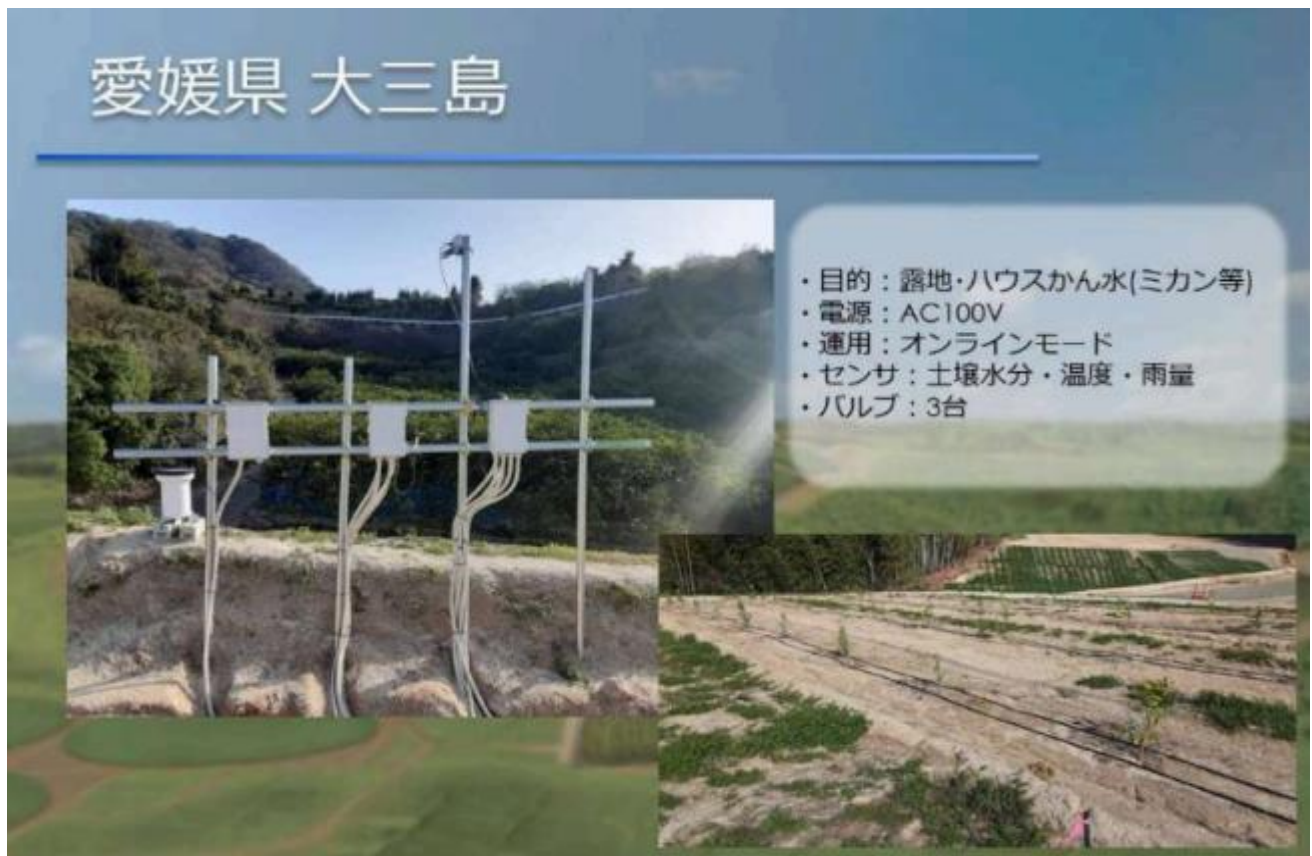 愛媛県 大三島
・目的：露地･ハウスかん水(ミカン等)
・電源：AC100V
・運用：オンラインモード
・センサ：土壌水分・温度・雨量
・バルブ：3台